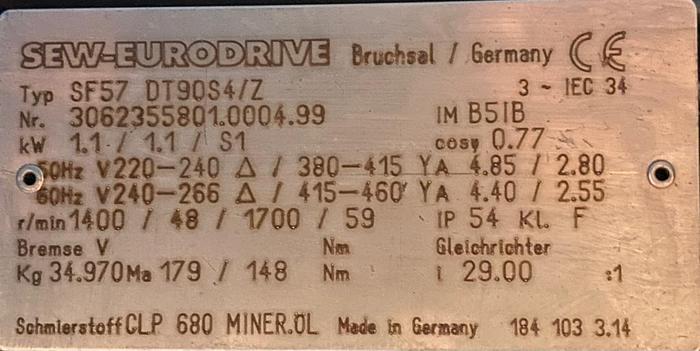 SEW-EURODRIVE Bruchsal / Germany CE
Typ SF57 DT90S4/Z 3 ~ IEC 34
Nr. 3062355801.0004.99 IM B5IB
kW 1.1 / 1.1 / S1 cosφ 0.77
50Hz V220-240 Δ / 380-415 Y A 4.85 / 2.80
60Hz V240-266 Δ / 415-460 Y A 4.40 / 2.55
r/min 1400 / 48 / 1700 / 59 IP 54 Kl. F
Bremse V Nm Gleichrichter
Kg 34.970 Ma 179 / 148 Nm i 29.00 :1
Schmierstoff CLP 680 MINER.ÖL Made in Germany 184 103 3.14